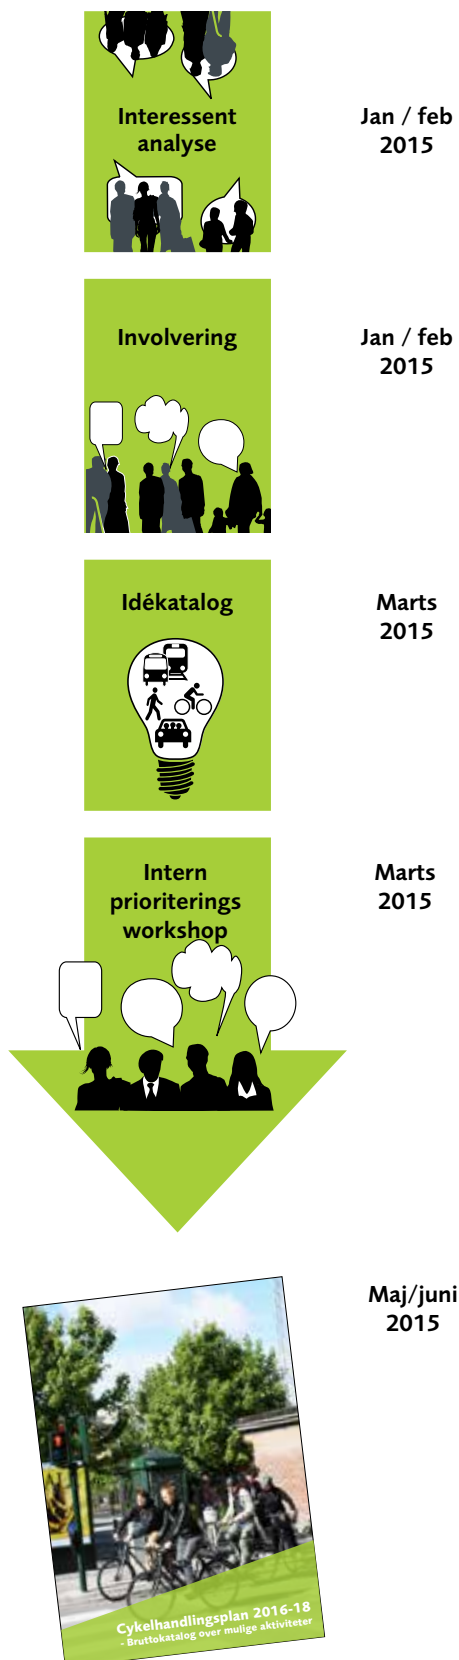 Interessent
analyse
Jan / feb
2015
Involvering
Jan / feb
2015
Idékatalog
Marts
2015
Intern
prioriterings
workshop
Marts
2015
Maj/juni
2015
Cykelhandlingsplan 2016-18
- Bruttokatalog over mulige aktiviteter